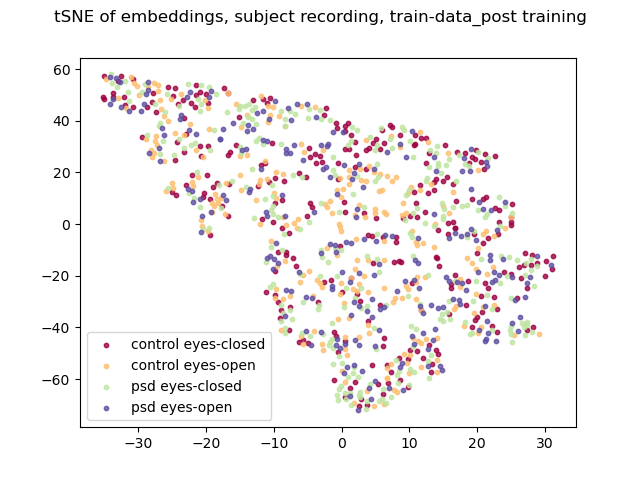 tSNE of embeddings, subject recording, train-data_post training
60
40
20
0
−20
−40
−60
control eyes-closed
control eyes-open
psd eyes-closed
psd eyes-open
−30 −20 −10 0 10 20 30